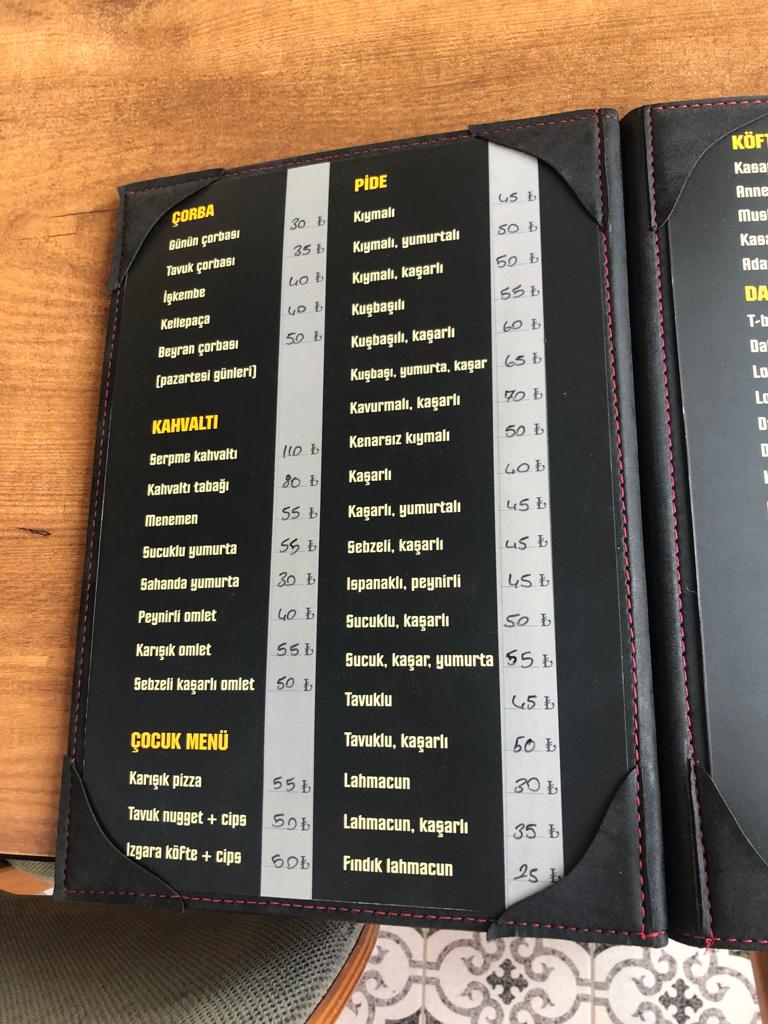 ÇORBA
Günün çorbası 30 ₺
Tavuk çorbası 35 ₺
İşkembe 40 ₺
Kellepaça 40 ₺
Beyran çorbası 50 ₺
(pazartesi günleri)
KAHVALTI
Serpme kahvaltı 110 ₺
Kahvaltı tabağı 80 ₺
Menemen 55 ₺
Sucuklu yumurta 55 ₺
Sahanda yumurta 30 ₺
Peynirli omlet 40 ₺
Karışık omlet 55 ₺
Sebzeli kaşarlı omlet 50 ₺
ÇOCUK MENÜ
Karışık pizza 55 ₺
Tavuk nugget + cips 50 ₺
Izgara köfte + cips 50 ₺
PİDE
Kıymalı 45 ₺
Kıymalı, yumurtalı 50 ₺
Kıymalı, kaşarlı 50 ₺
Kuşbaşılı 55 ₺
Kuşbaşılı, kaşarlı 60 ₺
Kuşbaşı, yumurta, kaşar 65 ₺
Kavurmalı, kaşarlı 70 ₺
Kenarsız kıymalı 50 ₺
Kaşarlı 40 ₺
Kaşarlı, yumurtalı 45 ₺
Sebzeli, kaşarlı 45 ₺
Ispanaklı, peynirli 45 ₺
Sucuklu, kaşarlı 50 ₺
Sucuk, kaşar, yumurta 55 ₺
Tavuklu 45 ₺
Tavuklu, kaşarlı 50 ₺
Lahmacun 30 ₺
Lahmacun, kaşarlı 35 ₺
Fındık lahmacun 25 ₺